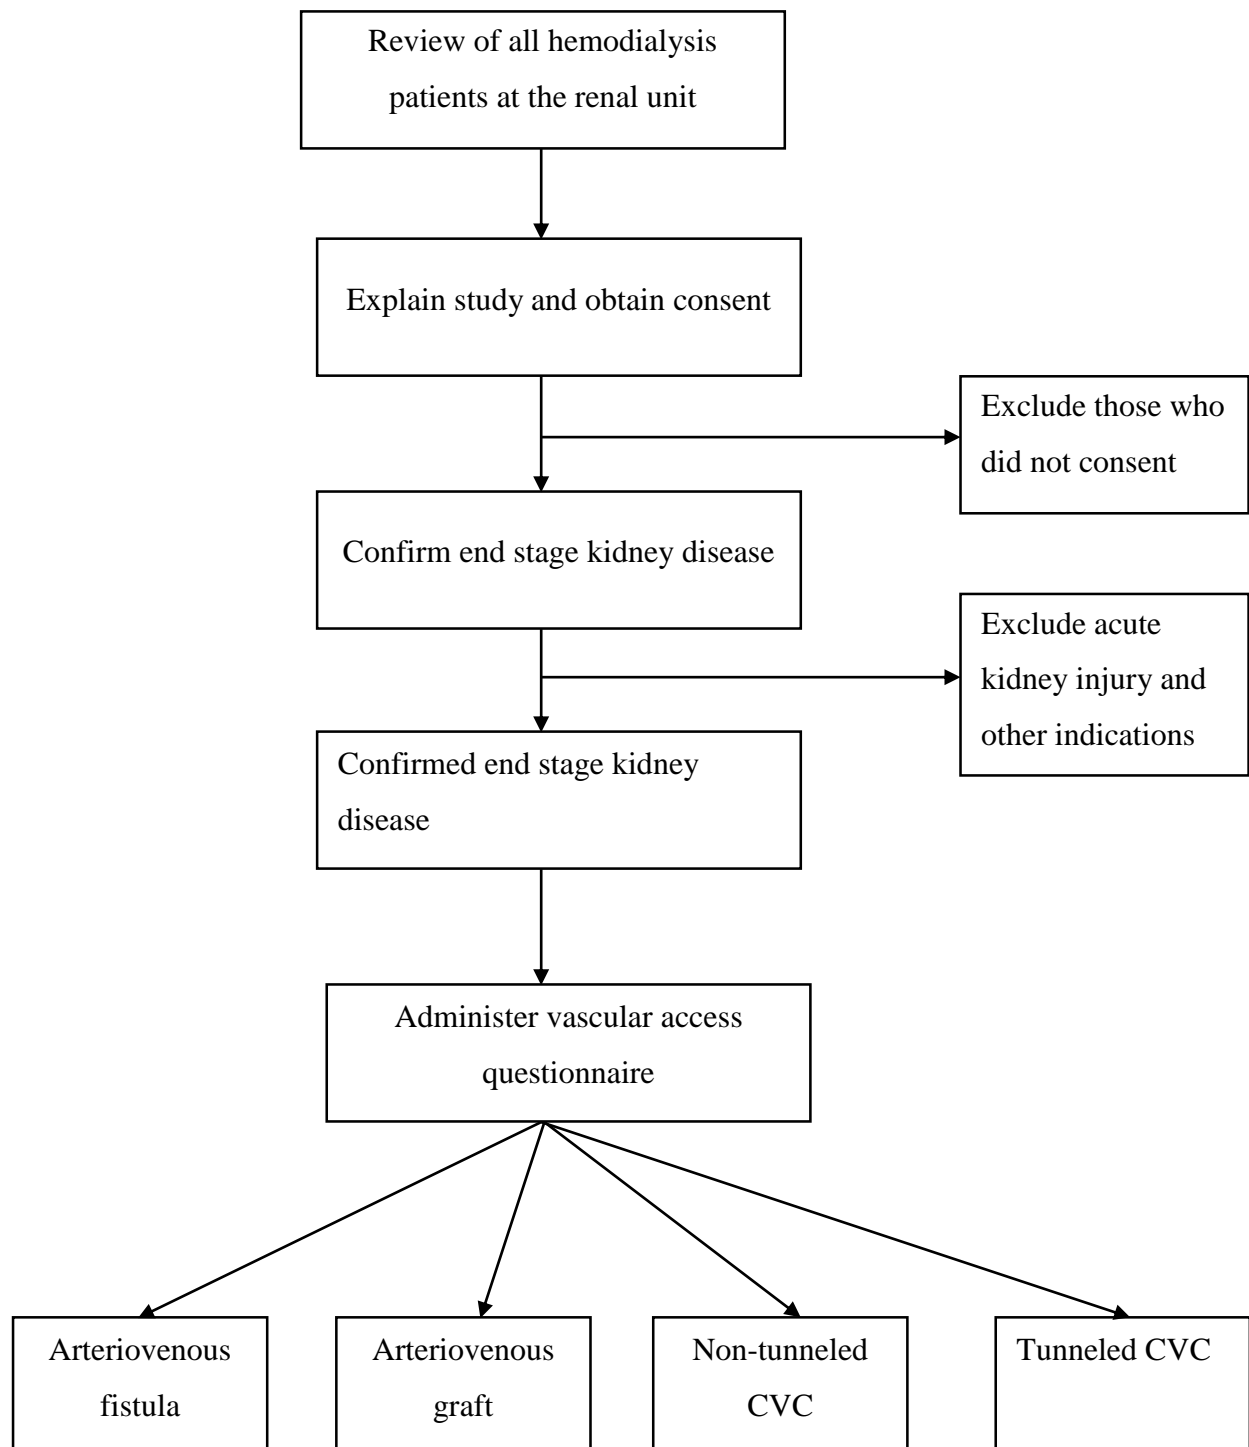 Review of all hemodialysis
patients at the renal unit
Explain study and obtain consent
Exclude those who
did not consent
Confirm end stage kidney disease
Exclude acute
kidney injury and
other indications
Confirmed end stage kidney
disease
Administer vascular access
questionnaire
Arteriovenous
fistula
Arteriovenous
graft
Non-tunneled
CVC
Tunneled CVC